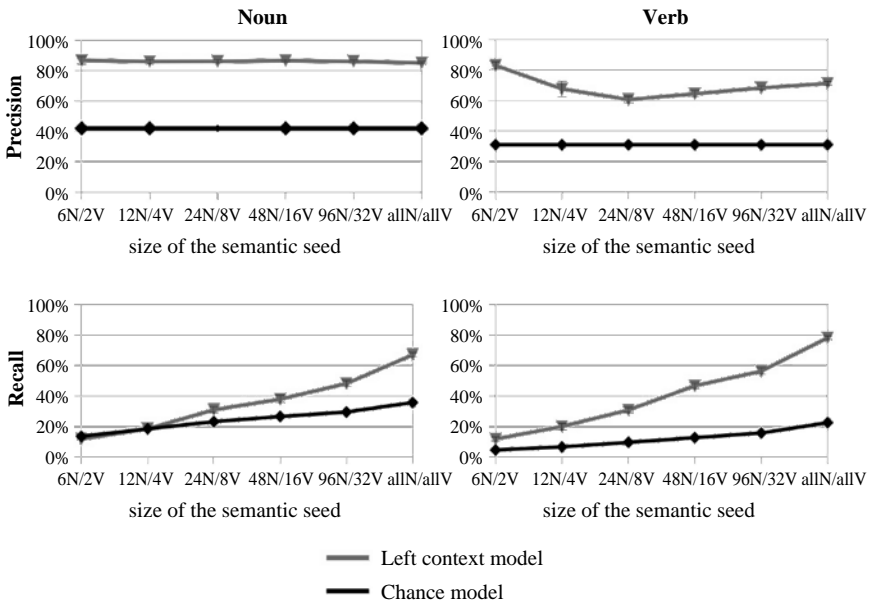 Noun
Verb
Precision
100%
80%
60%
40%
20%
0%
6N/2V 12N/4V 24N/8V 48N/16V 96N/32V allN/allV
size of the semantic seed
100%
80%
60%
40%
20%
0%
6N/2V 12N/4V 24N/8V 48N/16V 96N/32V allN/allV
size of the semantic seed
Recall
100%
80%
60%
40%
20%
0%
6N/2V 12N/4V 24N/8V 48N/16V 96N/32V allN/allV
size of the semantic seed
100%
80%
60%
40%
20%
0%
6N/2V 12N/4V 24N/8V 48N/16V 96N/32V allN/allV
size of the semantic seed
Left context model
Chance model